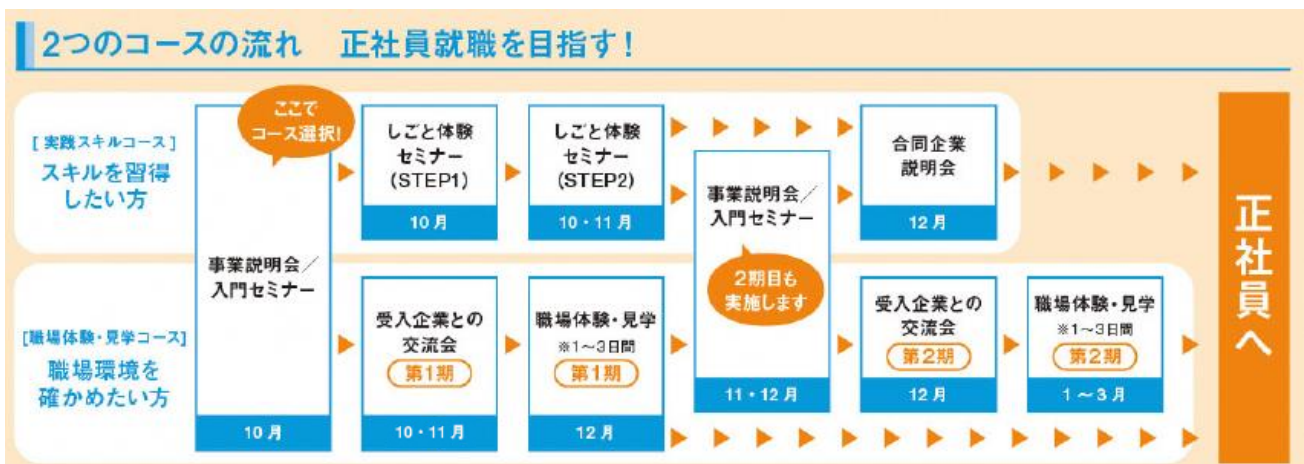 2つのコースの流れ　正社員就職を目指す!
[実践スキルコース]
スキルを習得
したい方
[職場体験・見学コース]
職場環境を
確かめたい方
ここで
コース選択!
事業説明会／
入門セミナー
10月
しごと体験
セミナー
(STEP1)
10月
しごと体験
セミナー
(STEP2)
10・11月
事業説明会／
入門セミナー
2期目も
実施します
11・12月
合同企業
説明会
12月
受入企業との
交流会
第1期
10・11月
職場体験・見学
※1～3日間
第1期
12月
受入企業との
交流会
第2期
12月
職場体験・見学
※1～3日間
第2期
1～3月
正社員へ